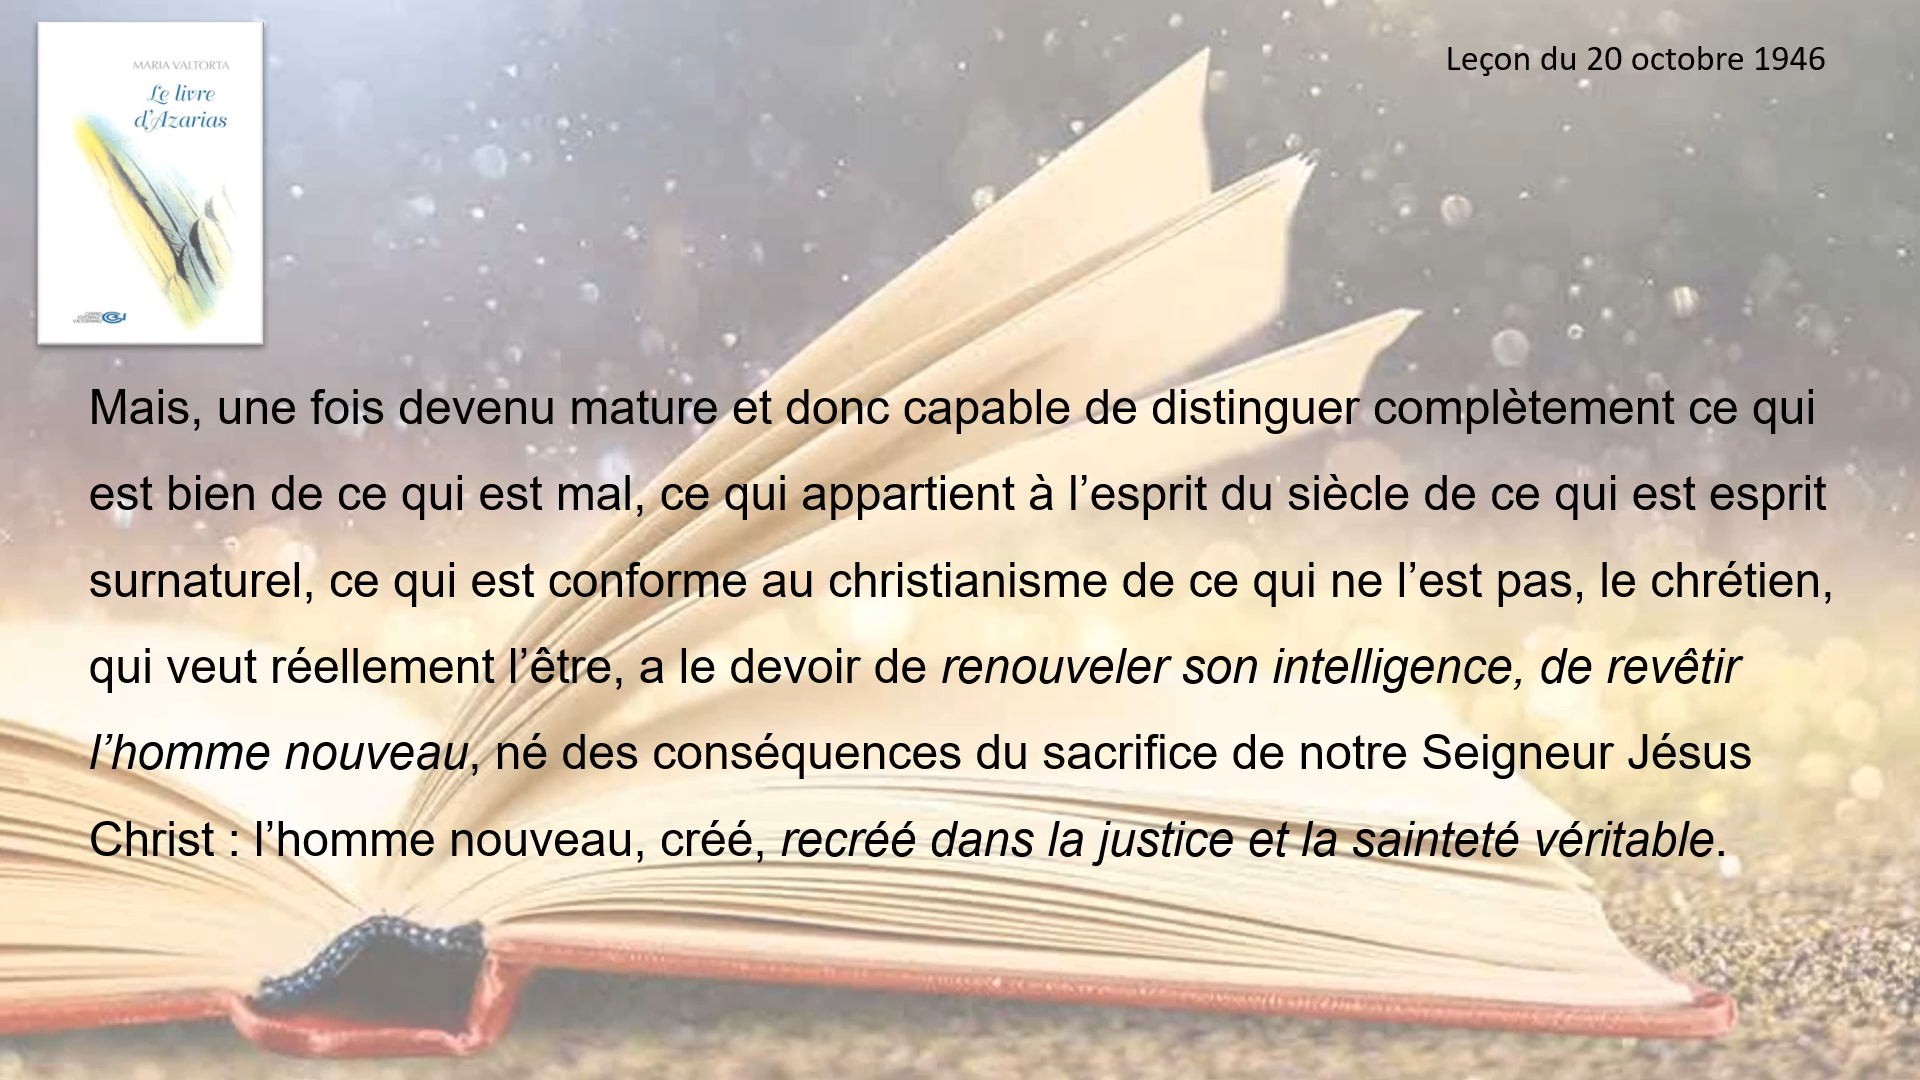 MARIA VALTORTA
Le livre
d'Azarias
CENTRO
EDITORIALE
VALTORTIANO
Leçon du 20 octobre 1946
Mais, une fois devenu mature et donc capable de distinguer complètement ce qui
est bien de ce qui est mal, ce qui appartient à l’esprit du siècle de ce qui est esprit
surnaturel, ce qui est conforme au christianisme de ce qui ne l’est pas, le chrétien,
qui veut réellement l’être, a le devoir de renouveler son intelligence, de revêtir
l’homme nouveau, né des conséquences du sacrifice de notre Seigneur Jésus
Christ : l’homme nouveau, créé, recréé dans la justice et la sainteté véritable.